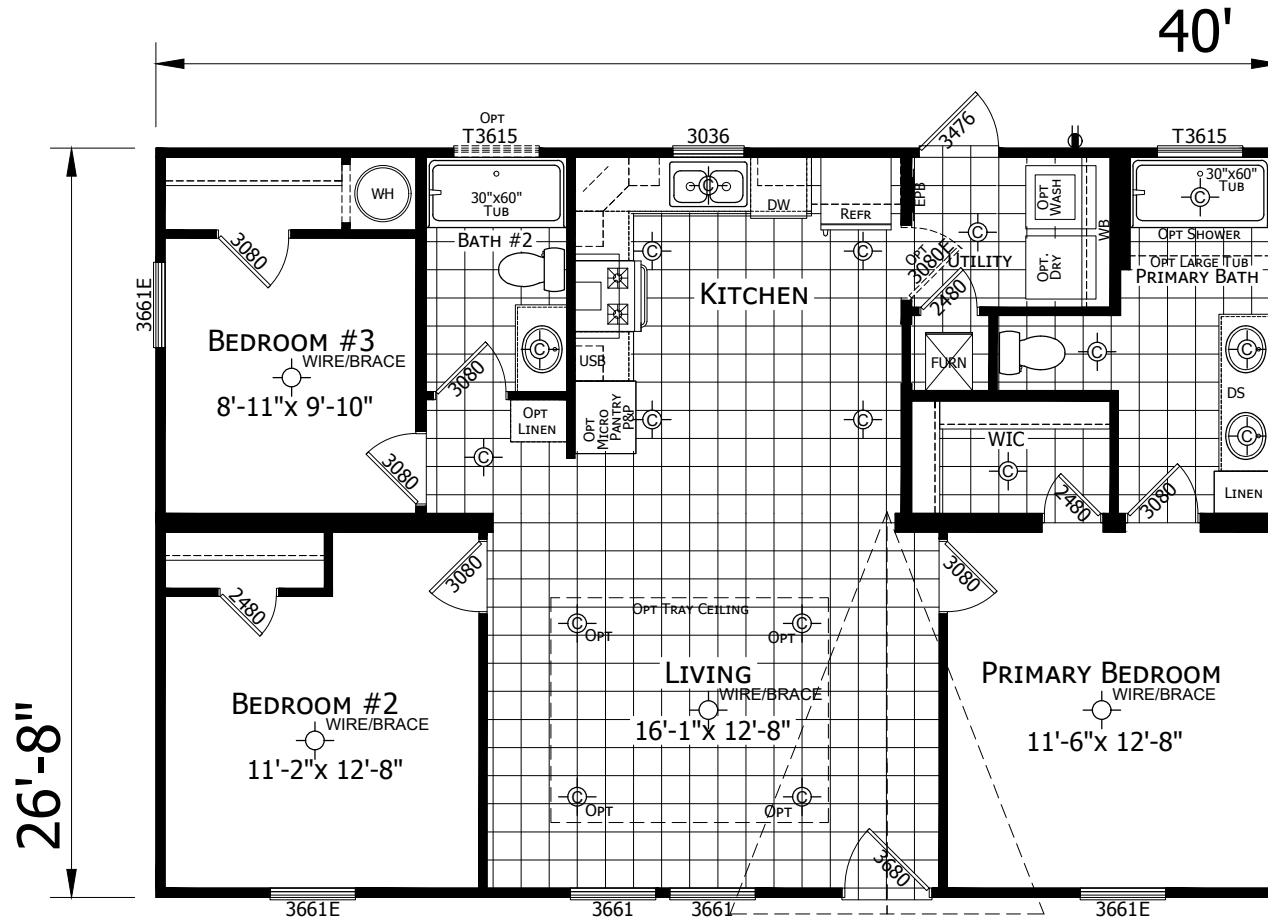 40'
OPT
T3615
3036
3476
T3615
WH
30"x60"
TUB
DW
REFR
EPB
OPT
WASH
WB
30"x60"
TUB
3080
BATH #2
OPT
3080E
UTILITY
OPT.
DRY
OPT SHOWER
OPT LARGE TUB
PRIMARY BATH
3661E
KITCHEN
2480
BEDROOM #3
WIRE/BRACE
8'-11"x 9'-10"
3080
USB
FURN
DS
OPT
LINEN
OPT
MICRO
PANTRY
P&P
WIC
3080
2480
3080
LINEN
C
C
C
C
C
C
C
C
C
C
C
C
C
2480
3080
3080
OPT TRAY CEILING
C
OPT
C
OPT
26'-8"
BEDROOM #2
WIRE/BRACE
11'-2"x 12'-8"
LIVING
WIRE/BRACE
16'-1"x 12'-8"
PRIMARY BEDROOM
WIRE/BRACE
11'-6"x 12'-8"
C
OPT
C
OPT
3680
3661E
3661
3661
3661E